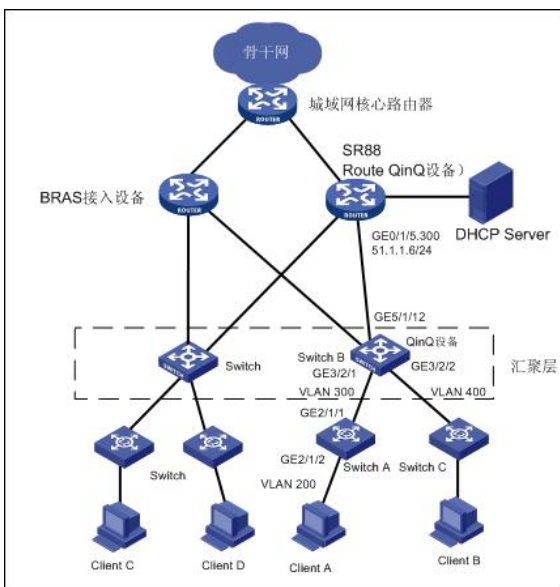 骨干网
城域网核心路由器
ROUTER
SR88
Route QinQ设备）
BRAS接入设备
ROUTER
ROUTER
DHCP Server
GE0/1/5.300
51.1.1.6/24
GE5/1/12
QinQ设备
汇聚层
SWITCH
Switch
Switch B
SWITCH
GE3/2/1
GE3/2/2
VLAN 300
VLAN 400
GE2/1/1
Switch
GE2/1/2
Switch A
Switch C
VLAN 200
Client C
Client D
Client A
Client B